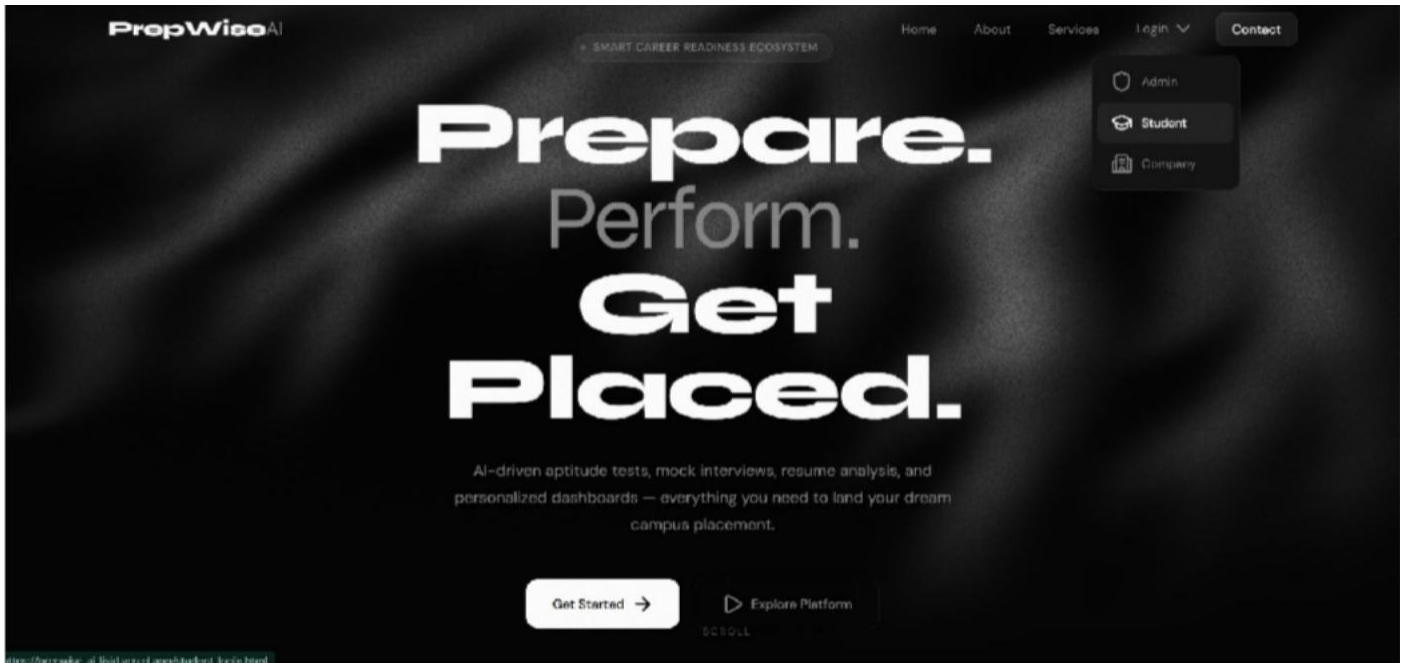 PrepWiseAI
Home About Services Login Contact
SMART CAREER READINESS ECOSYSTEM
Admin
Student
Company
Prepare.
Perform.
Get
Placed.
AI-driven aptitude tests, mock interviews, resume analysis, and
personalized dashboards — everything you need to land your dream
campus placement.
Get Started → Explore Platform
SCROLL